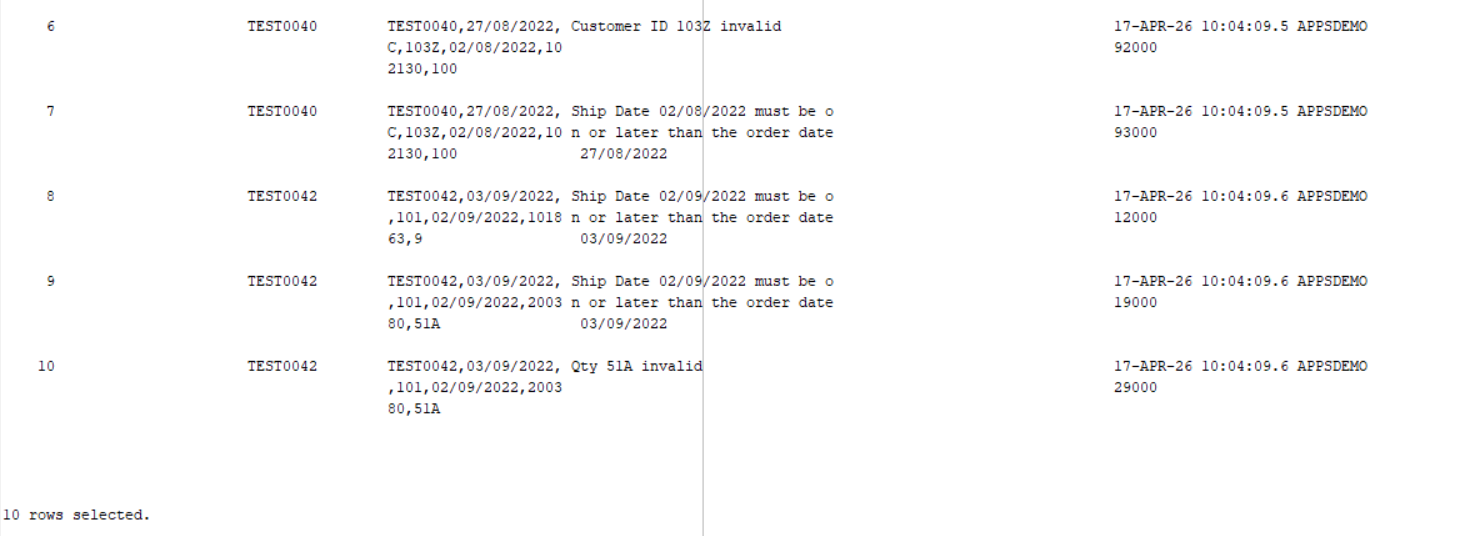 6 TEST0040 TEST0040,27/08/2022, Customer ID 103Z invalid 17-APR-26 10:04:09.5 APPSDEMO
C,103Z,02/08/2022,10 92000
2130,100
7 TEST0040 TEST0040,27/08/2022, Ship Date 02/08/2022 must be o 17-APR-26 10:04:09.5 APPSDEMO
C,103Z,02/08/2022,10 n or later than the order date 93000
2130,100 27/08/2022
8 TEST0042 TEST0042,03/09/2022, Ship Date 02/09/2022 must be o 17-APR-26 10:04:09.6 APPSDEMO
,101,02/09/2022,1018 n or later than the order date 12000
63,9 03/09/2022
9 TEST0042 TEST0042,03/09/2022, Ship Date 02/09/2022 must be o 17-APR-26 10:04:09.6 APPSDEMO
,101,02/09/2022,2003 n or later than the order date 19000
80,51A 03/09/2022
10 TEST0042 TEST0042,03/09/2022, Qty 51A invalid 17-APR-26 10:04:09.6 APPSDEMO
,101,02/09/2022,2003 29000
80,51A
10 rows selected.